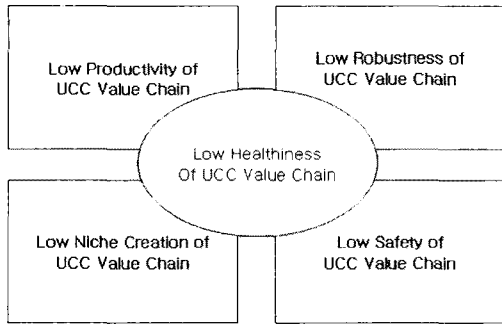 Low Productivity of
UCC Value Chain
Low Robustness of
UCC Value Chain
Low Healthiness
Of UCC Value Chain
Low Niche Creation of
UCC Value Chain
Low Safety of
UCC Value Chain